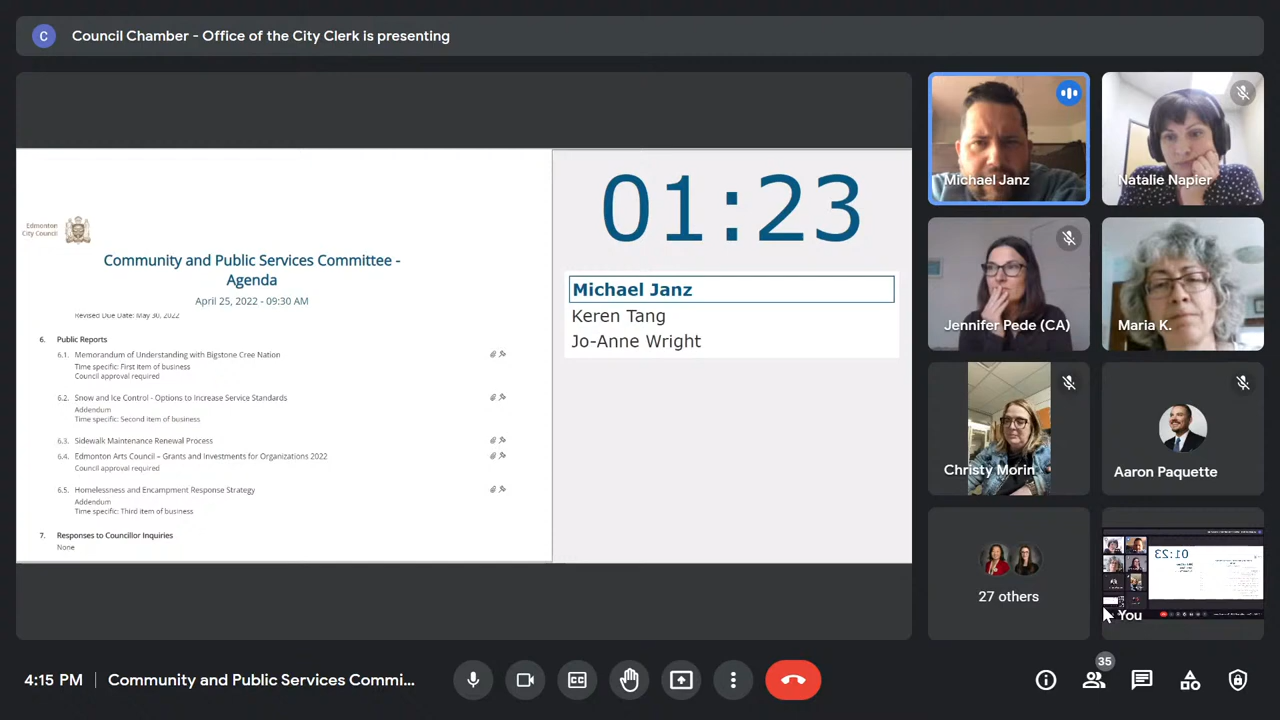 C
Council Chamber - Office of the City Clerk is presenting
Edmonton
City Council
Community and Public Services Committee -
Agenda
April 25, 2022 - 09:30 AM
Revised Due Date: May 30, 2022
6. Public Reports
6.1. Memorandum of Understanding with Bigstone Cree Nation
Time specific: First item of business
Council approval required
6.2. Snow and Ice Control - Options to Increase Service Standards
Addendum
Time specific: Second item of business
6.3. Sidewalk Maintenance Renewal Process
6.4. Edmonton Arts Council – Grants and Investments for Organizations 2022
Council approval required
6.5. Homelessness and Encampment Response Strategy
Addendum
Time specific: Third item of business
7. Responses to Councillor Inquiries
None
01:23
Michael Janz
Keren Tang
Jo-Anne Wright
Michael Janz
Natalie Napier
Jennifer Pede (CA)
Maria K.
Christy Morin
Aaron Paquette
27 others
01:23
You
4:15 PM
Community and Public Services Commi...
35